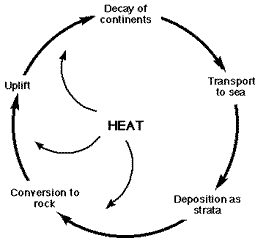 Decay of
continents
Transport
to sea
Uplift
HEAT
Conversion to
rock
Deposition as
strata